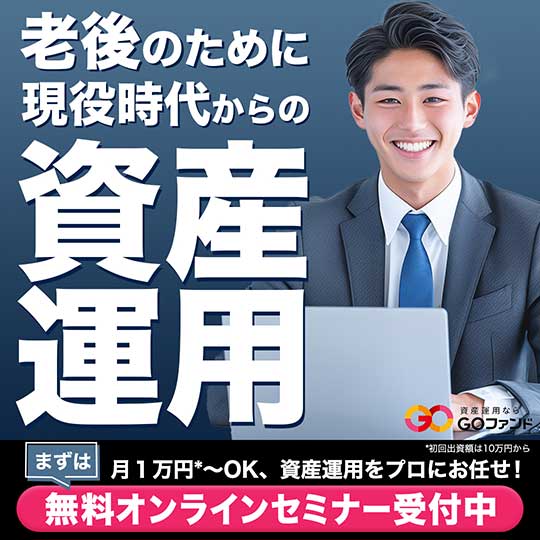 老後のために
現役時代からの
資産
運用
資産運用なら
GO GOファンド
*初回出資額は10万円から
まずは
月1万円*〜OK、資産運用をプロにお任せ!
無料オンラインセミナー受付中